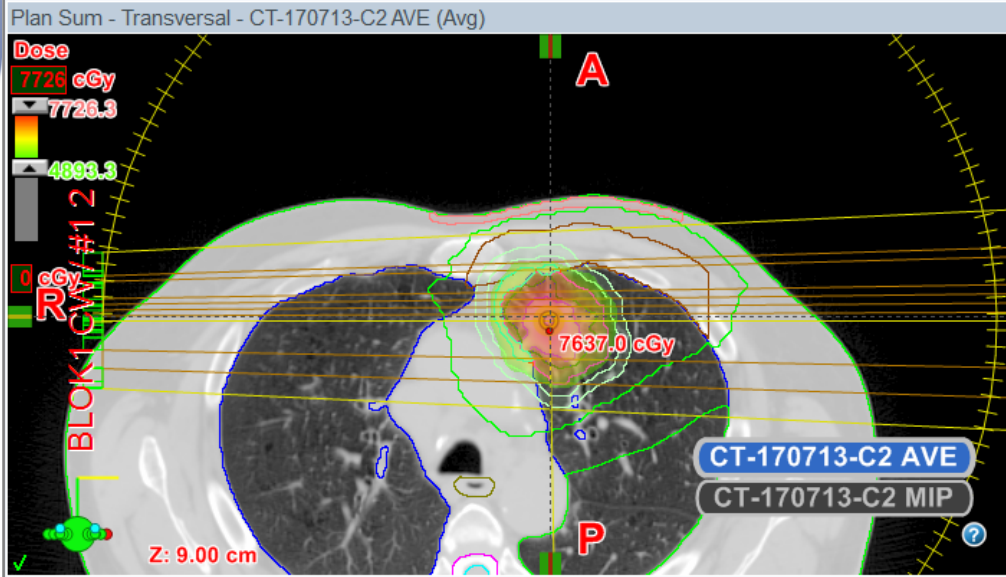 Plan Sum - Transversal - CT-170713-C2 AVE (Avg)
Dose
7726 cGy
7726.3
4893.3
0 cGy
R
A
BLOK1 CW/#1 2
7637.0 cGy
CT-170713-C2 AVE
CT-170713-C2 MIP
P
Z: 9.00 cm
?